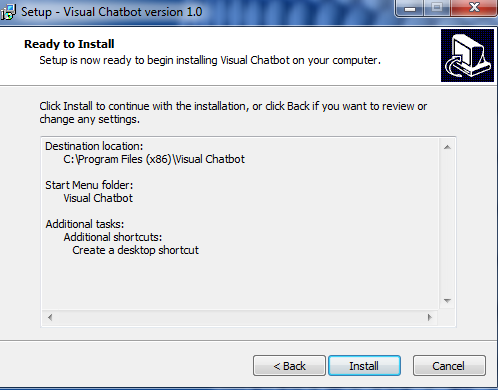 Setup - Visual Chatbot version 1.0
Ready to Install
Setup is now ready to begin installing Visual Chatbot on your computer.
Click Install to continue with the installation, or click Back if you want to review or
change any settings.
Destination location:
C:\Program Files (x86)\Visual Chatbot
Start Menu folder:
Visual Chatbot
Additional tasks:
Additional shortcuts:
Create a desktop shortcut
< Back
Install
Cancel